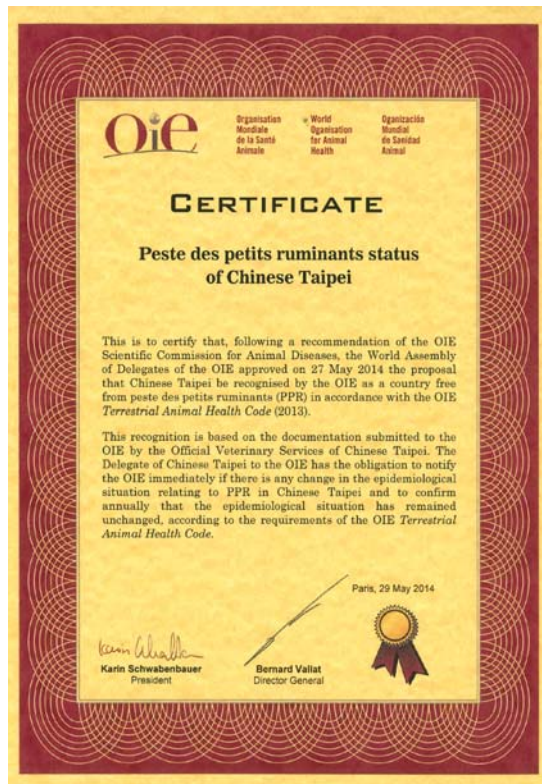 OiE
Organisation
Mondiale
de la Santé
Animale
World
Oganisation
for Animal
Health
Oganización
Mundial
de Sanidad
Animal
CERTIFICATE
Peste des petits ruminants status
of Chinese Taipei
This is to certify that, following a recommendation of the OIE
Scientific Commission for Animal Diseases, the World Assembly
of Delegates of the OIE approved on 27 May 2014 the proposal
that Chinese Taipei be recognised by the OIE as a country free
from peste des petits ruminants (PPR) in accordance with the OIE
Terrestrial Animal Health Code (2013).
This recognition is based on the documentation submitted to the
OIE by the Official Veterinary Services of Chinese Taipei. The
Delegate of Chinese Taipei to the OIE has the obligation to notify
the OIE immediately if there is any change in the epidemiological
situation relating to PPR in Chinese Taipei and to confirm
annually that the epidemiological situation has remained
unchanged, according to the requirements of the OIE Terrestrial
Animal Health Code.
Paris, 29 May 2014
Karin Schwabenbauer
President
Bernard Vallat
Director General